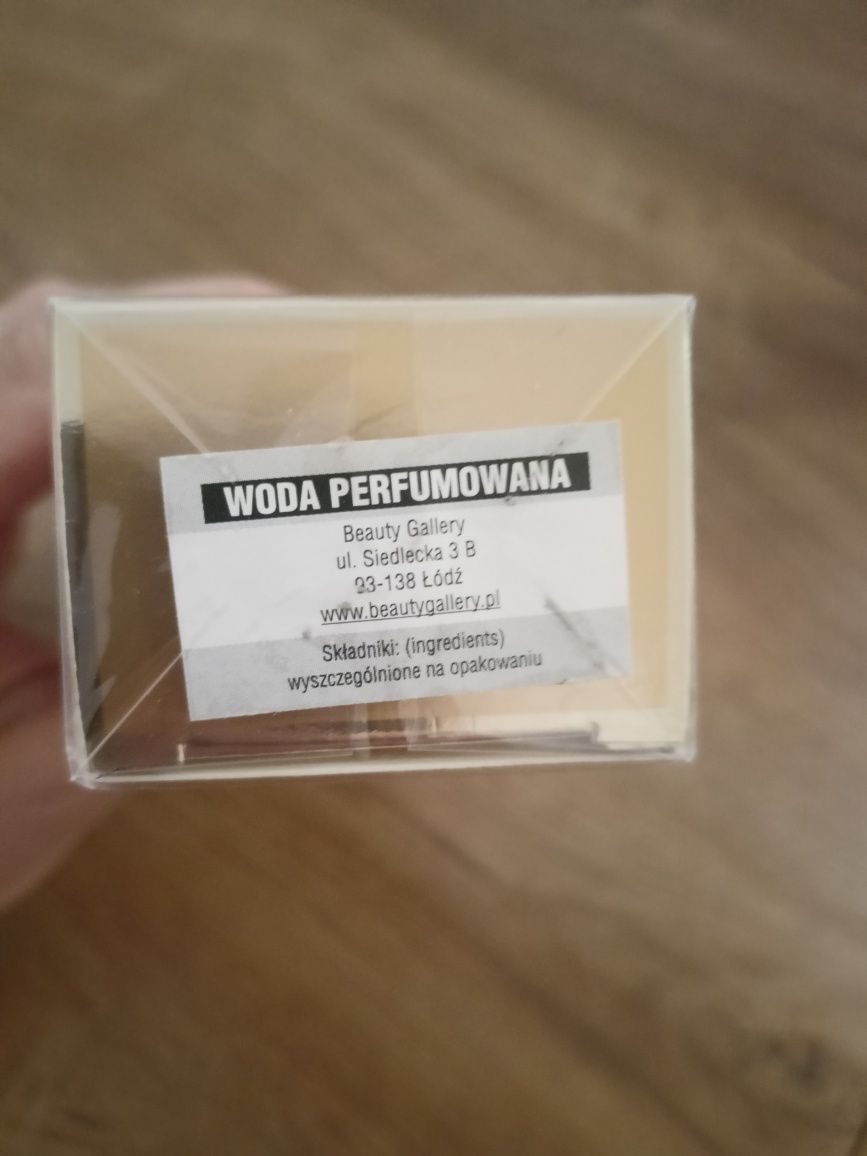 WODA PERFUMOWANA
Beauty Gallery
ul. Siedlecka 3 B
93-138 Łódź
www.beautygallery.pl
Składniki: (ingredients)
wyszczególnione na opakowaniu